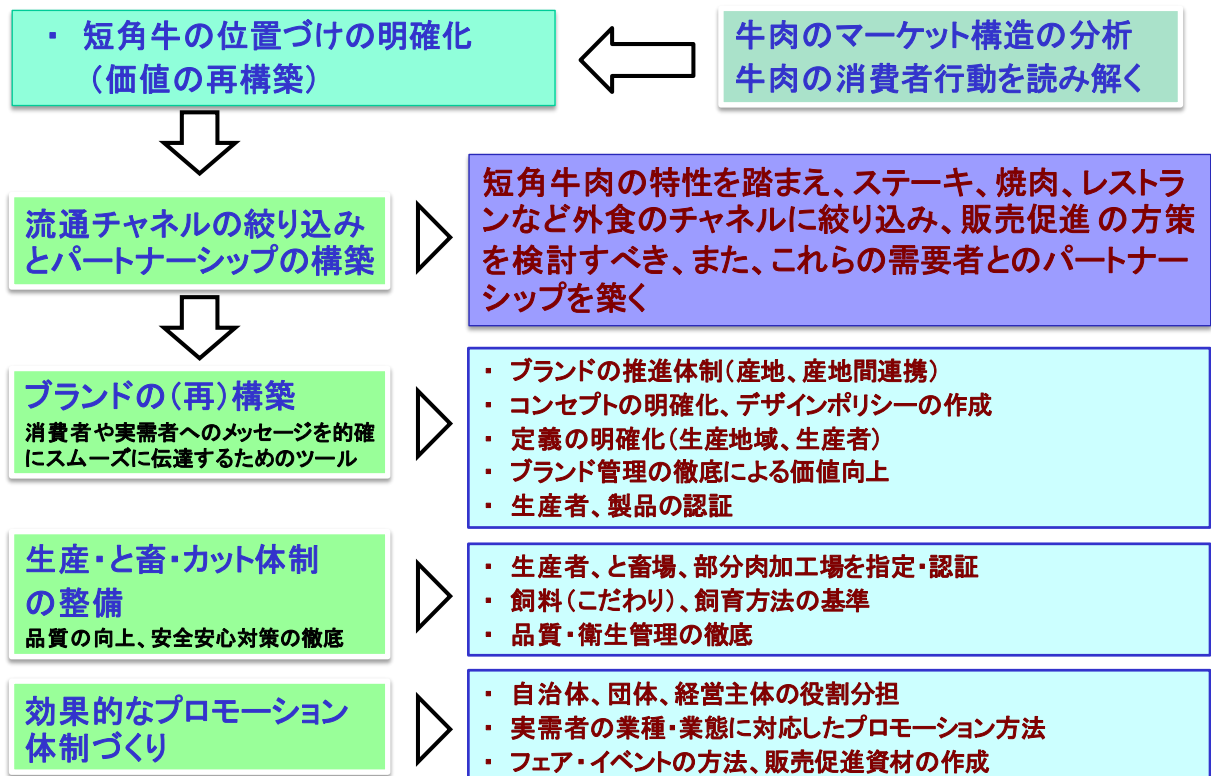 ・ 短角牛の位置づけの明確化
（価値の再構築）
牛肉のマーケット構造の分析
牛肉の消費者行動を読み解く
流通チャネルの絞り込み
とパートナーシップの構築
短角牛肉の特性を踏まえ、ステーキ、焼肉、レストラ
ンなど外食のチャネルに絞り込み、販売促進 の方策
を検討すべき、また、これらの需要者とのパートナー
シップを築く
ブランドの（再）構築
消費者や実需者へのメッセージを的確
にスムーズに伝達するためのツール
・ ブランドの推進体制（産地、産地間連携）
・ コンセプトの明確化、デザインポリシーの作成
・ 定義の明確化（生産地域、生産者）
・ ブランド管理の徹底による価値向上
・ 生産者、製品の認証
生産・と畜・カット体制
の整備
品質の向上、安全安心対策の徹底
・ 生産者、と畜場、部分肉加工場を指定・認証
・ 飼料（こだわり）、飼育方法の基準
・ 品質・衛生管理の徹底
効果的なプロモーション
体制づくり
・ 自治体、団体、経営主体の役割分担
・ 実需者の業種・業態に対応したプロモーション方法
・ フェア・イベントの方法、販売促進資材の作成